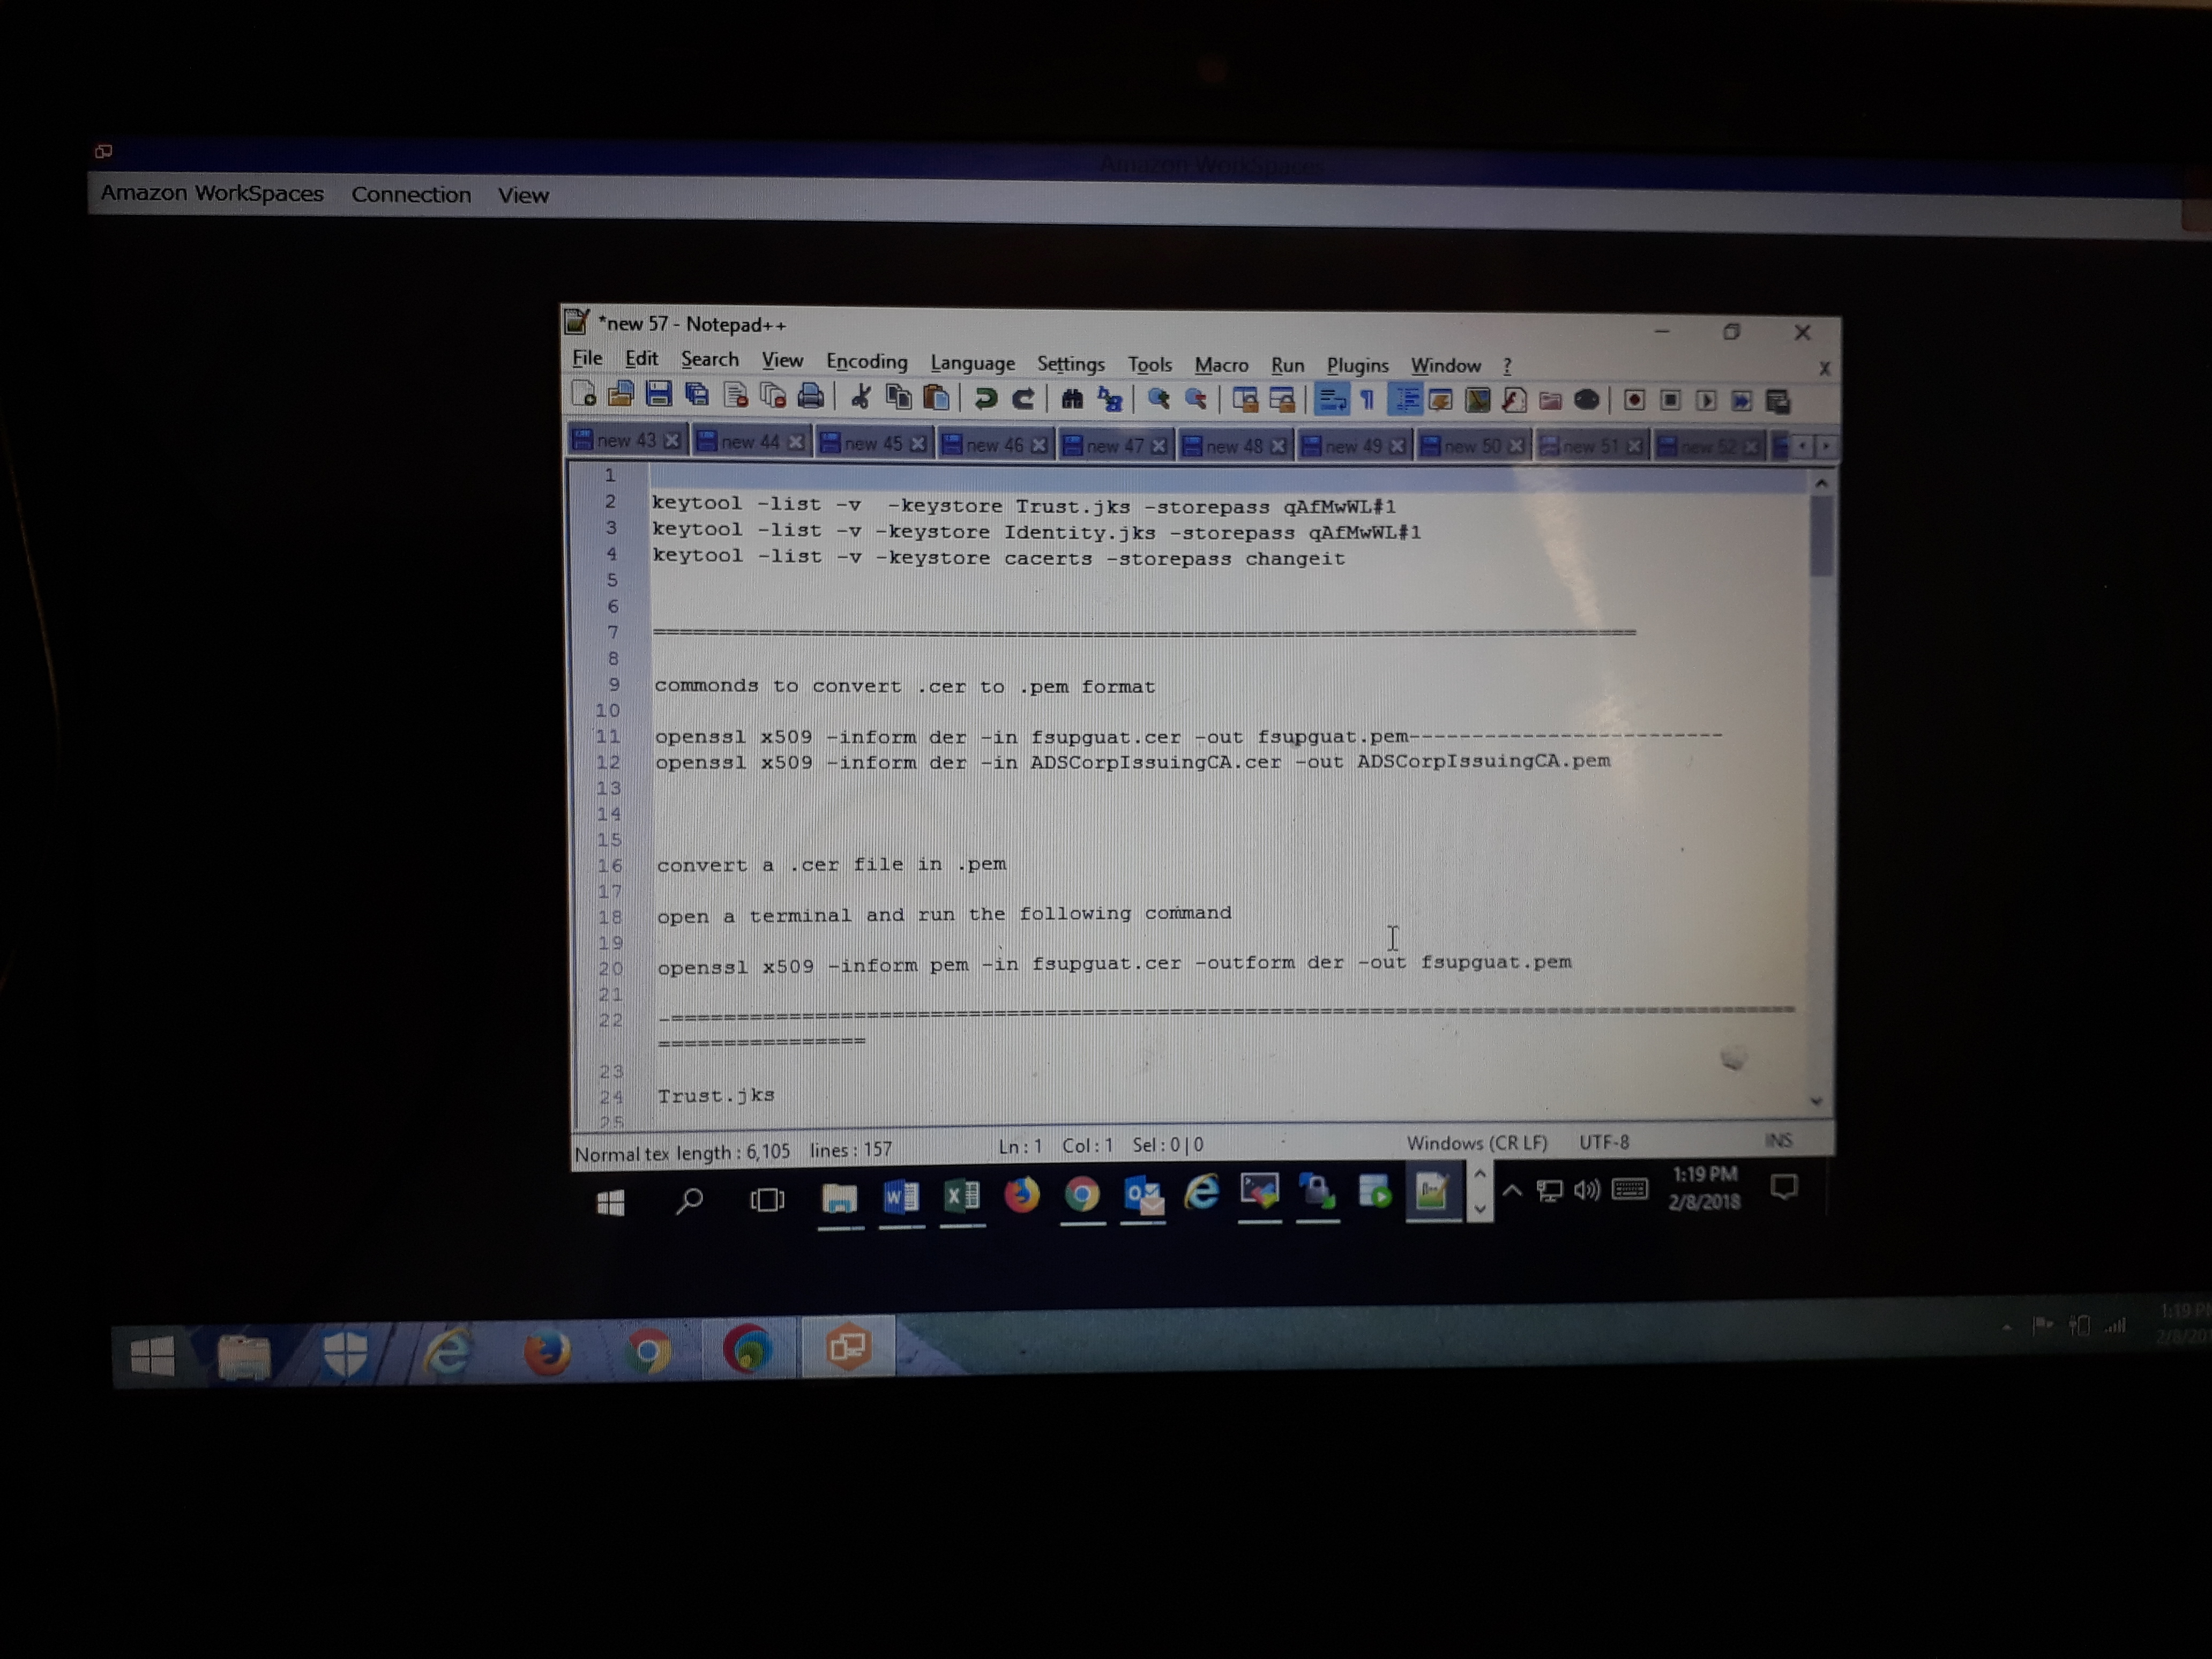 Amazon WorkSpaces
Amazon WorkSpaces Connection View
*new 57 - Notepad++
File Edit Search View Encoding Language Settings Tools Macro Run Plugins Window ?
new 43 new 44 new 45 new 46 new 47 new 48 new 49 new 50 new 51 new 52
1
2 keytool -list -v  -keystore Trust.jks -storepass qAfMwWL#1
3 keytool -list -v -keystore Identity.jks -storepass qAfMwWL#1
4 keytool -list -v -keystore cacerts -storepass changeit
5
6
7 ===========================================================================
8
9 commonds to convert .cer to .pem format
10
11 openssl x509 -inform der -in fsupguat.cer -out fsupguat.pem-------------------------
12 openssl x509 -inform der -in ADSCorpIssuingCA.cer -out ADSCorpIssuingCA.pem
13
14
15
16 convert a .cer file in .pem
17
18 open a terminal and run the following command
19
20 openssl x509 -inform pem -in fsupguat.cer -outform der -out fsupguat.pem
21
22 -======================================================================================
================
23
24 Trust.jks
25
Normal tex length : 6,105 lines : 157 Ln : 1 Col : 1 Sel : 0 | 0 Windows (CR LF) UTF-8 INS
1:19 PM
2/8/2018
1:19 PM